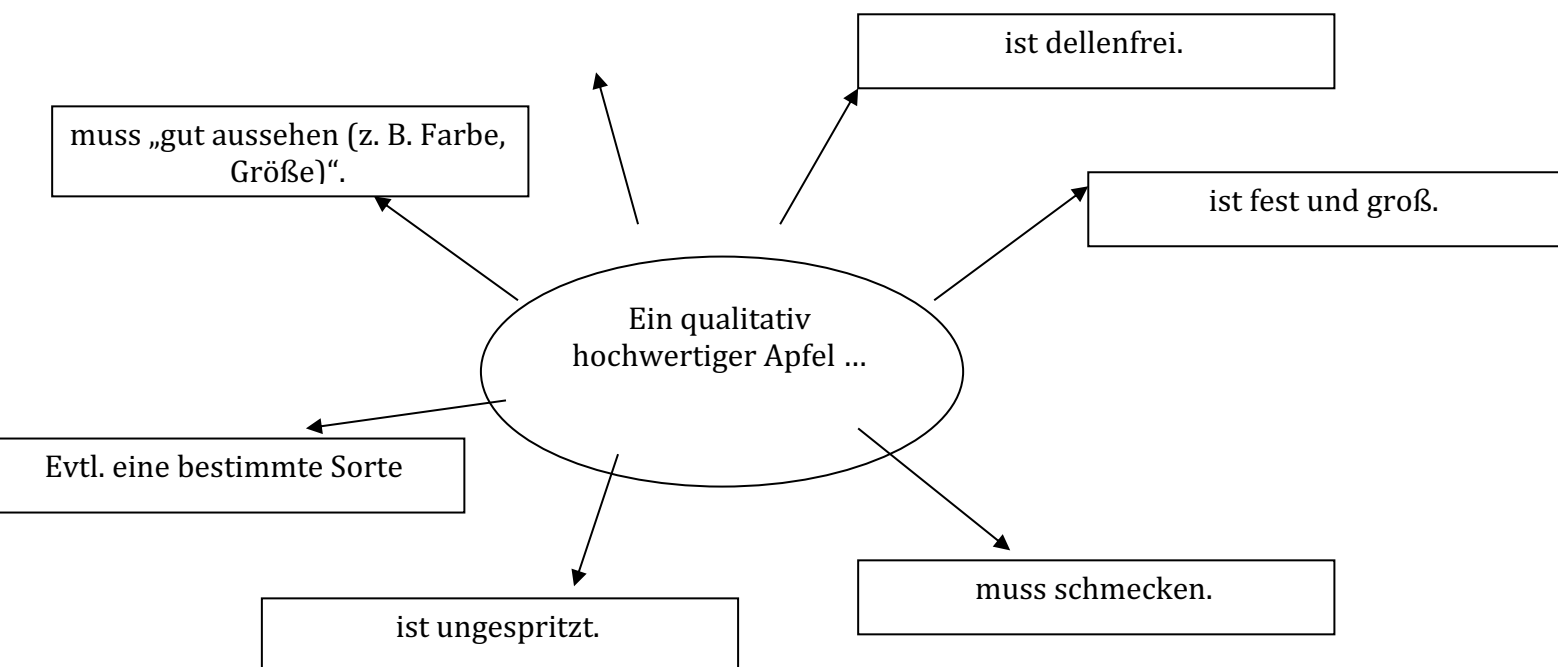 ist dellenfrei.
muss „gut aussehen (z. B. Farbe,
Größe)“.
ist fest und groß.
Ein qualitativ
hochwertiger Apfel …
Evtl. eine bestimmte Sorte
muss schmecken.
ist ungespritzt.